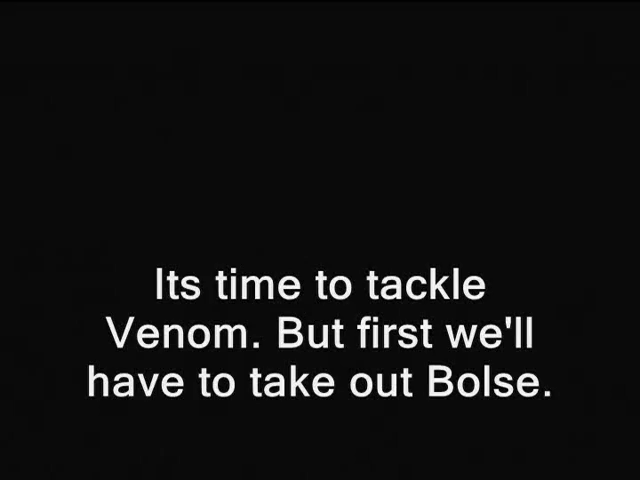 Its time to tackle
Venom. But first we'll
have to take out Bolse.